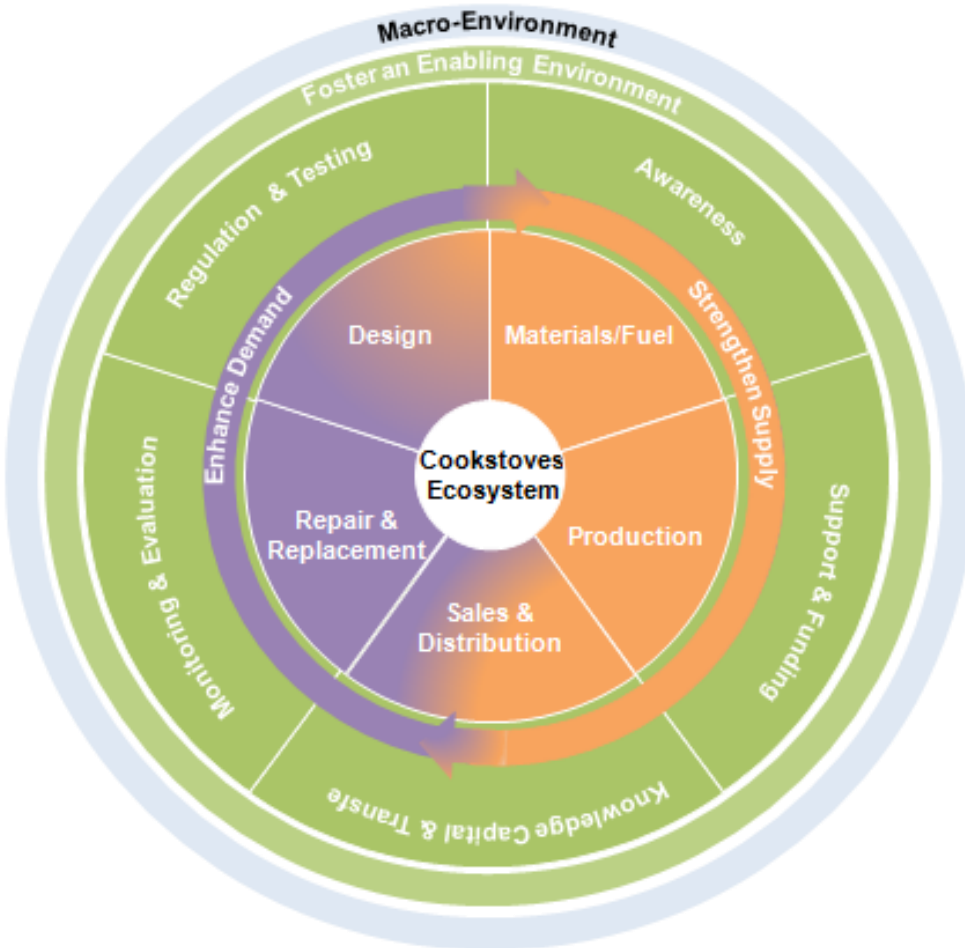 Macro-Environment
Foster an Enabling Environment
Regulation & Testing
Awareness
Enhance Demand
Strengthen Supply
Design
Materials/Fuel
Cookstoves
Ecosystem
Monitoring & Evaluation
Repair &
Replacement
Production
Support & Funding
Sales &
Distribution
Knowledge Capital & Transfe